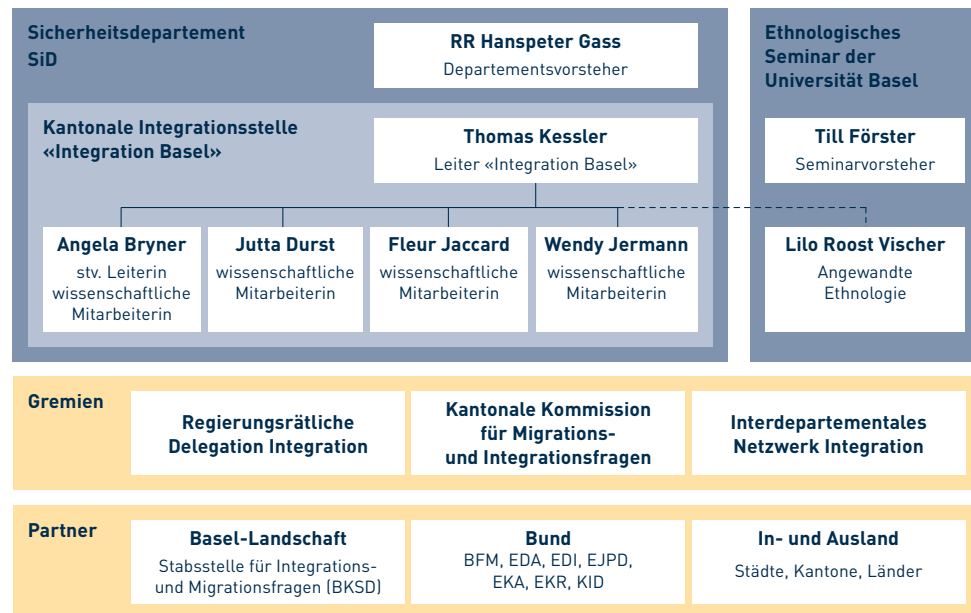 Sicherheitsdepartement
SiD
RR Hanspeter Gass
Departementsvorsteher
Kantonale Integrationsstelle
«Integration Basel»
Thomas Kessler
Leiter «Integration Basel»
Angela Bryner
stv. Leiterin
wissenschaftliche
Mitarbeiterin
Jutta Durst
wissenschaftliche
Mitarbeiterin
Fleur Jaccard
wissenschaftliche
Mitarbeiterin
Wendy Jermann
wissenschaftliche
Mitarbeiterin
Ethnologisches
Seminar der
Universität Basel
Till Förster
Seminarvorsteher
Lilo Roost Vischer
Angewandte
Ethnologie
Gremien
Regierungsrätliche
Delegation Integration
Kantonale Kommission
für Migrations-
und Integrationsfragen
Interdepartementales
Netzwerk Integration
Partner
Basel-Landschaft
Stabsstelle für Integrations-
und Migrationsfragen (BKSD)
Bund
BFM, EDA, EDI, EJPD,
EKA, EKR, KID
In- und Ausland
Städte, Kantone, Länder